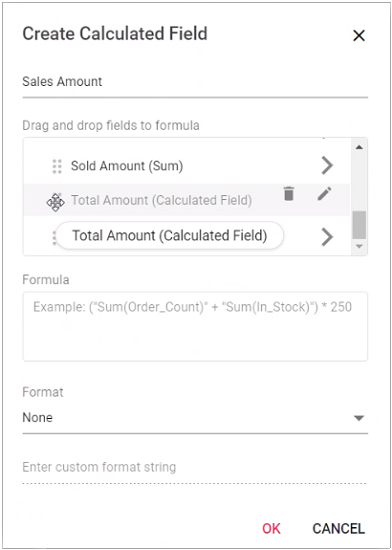 Create Calculated Field
Sales Amount
Drag and drop fields to formula
Sold Amount (Sum)
Total Amount (Calculated Field)
Total Amount (Calculated Field)
Formula
Example: ("Sum(Order_Count)" + "Sum(In_Stock)") * 250
Format
None
Enter custom format string
OK CANCEL